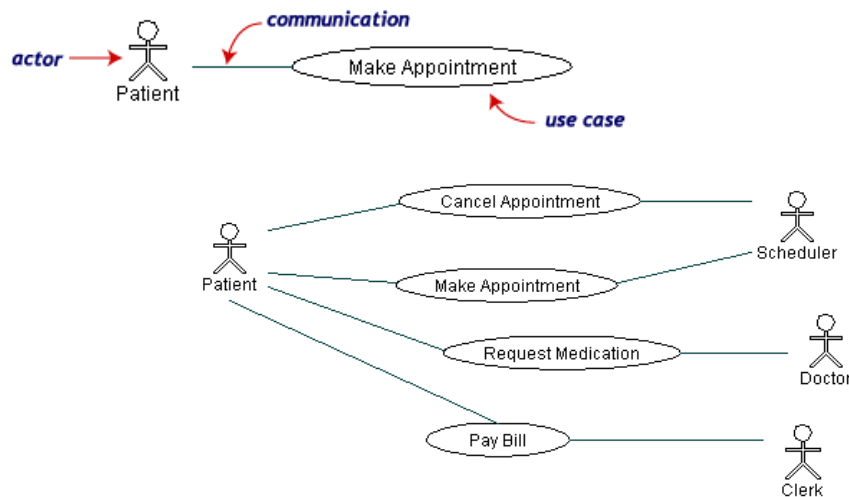 communication
actor
Make Appointment
Patient
use case
Cancel Appointment
Scheduler
Patient
Make Appointment
Request Medication
Doctor
Pay Bill
Clerk